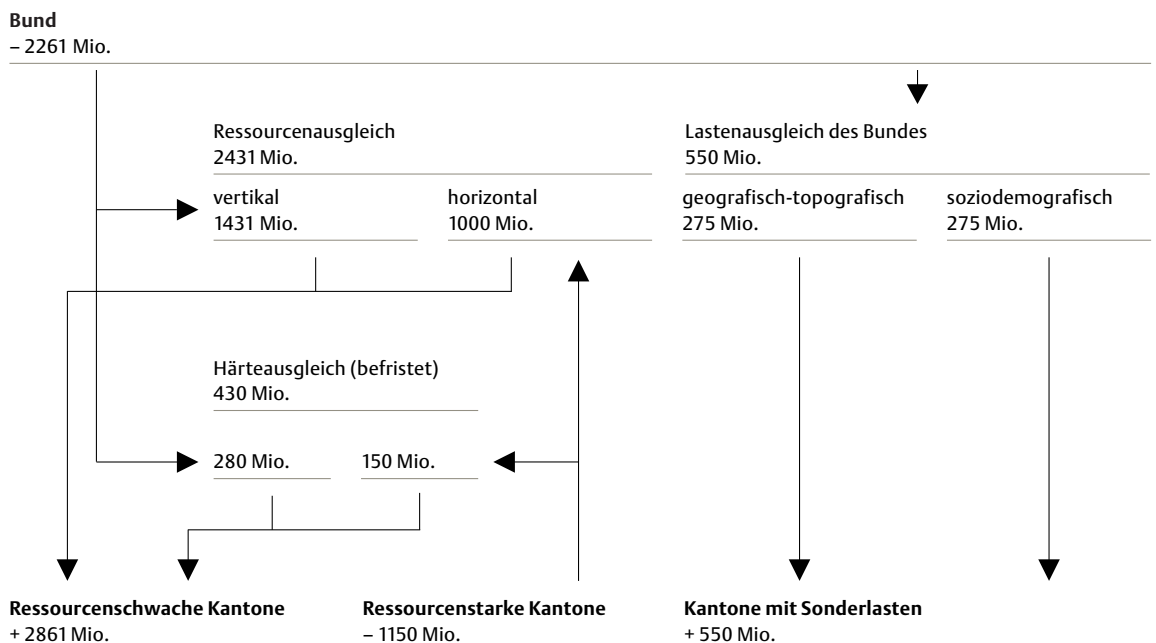 Bund
– 2261 Mio.
Ressourcenausgleich
2431 Mio.
Lastenausgleich des Bundes
550 Mio.
vertikal
1431 Mio.
horizontal
1000 Mio.
geografisch-topografisch
275 Mio.
soziodemografisch
275 Mio.
Härteausgleich (befristet)
430 Mio.
280 Mio.
150 Mio.
Ressourcenschwache Kantone
+ 2861 Mio.
Ressourcenstarke Kantone
– 1150 Mio.
Kantone mit Sonderlasten
+ 550 Mio.